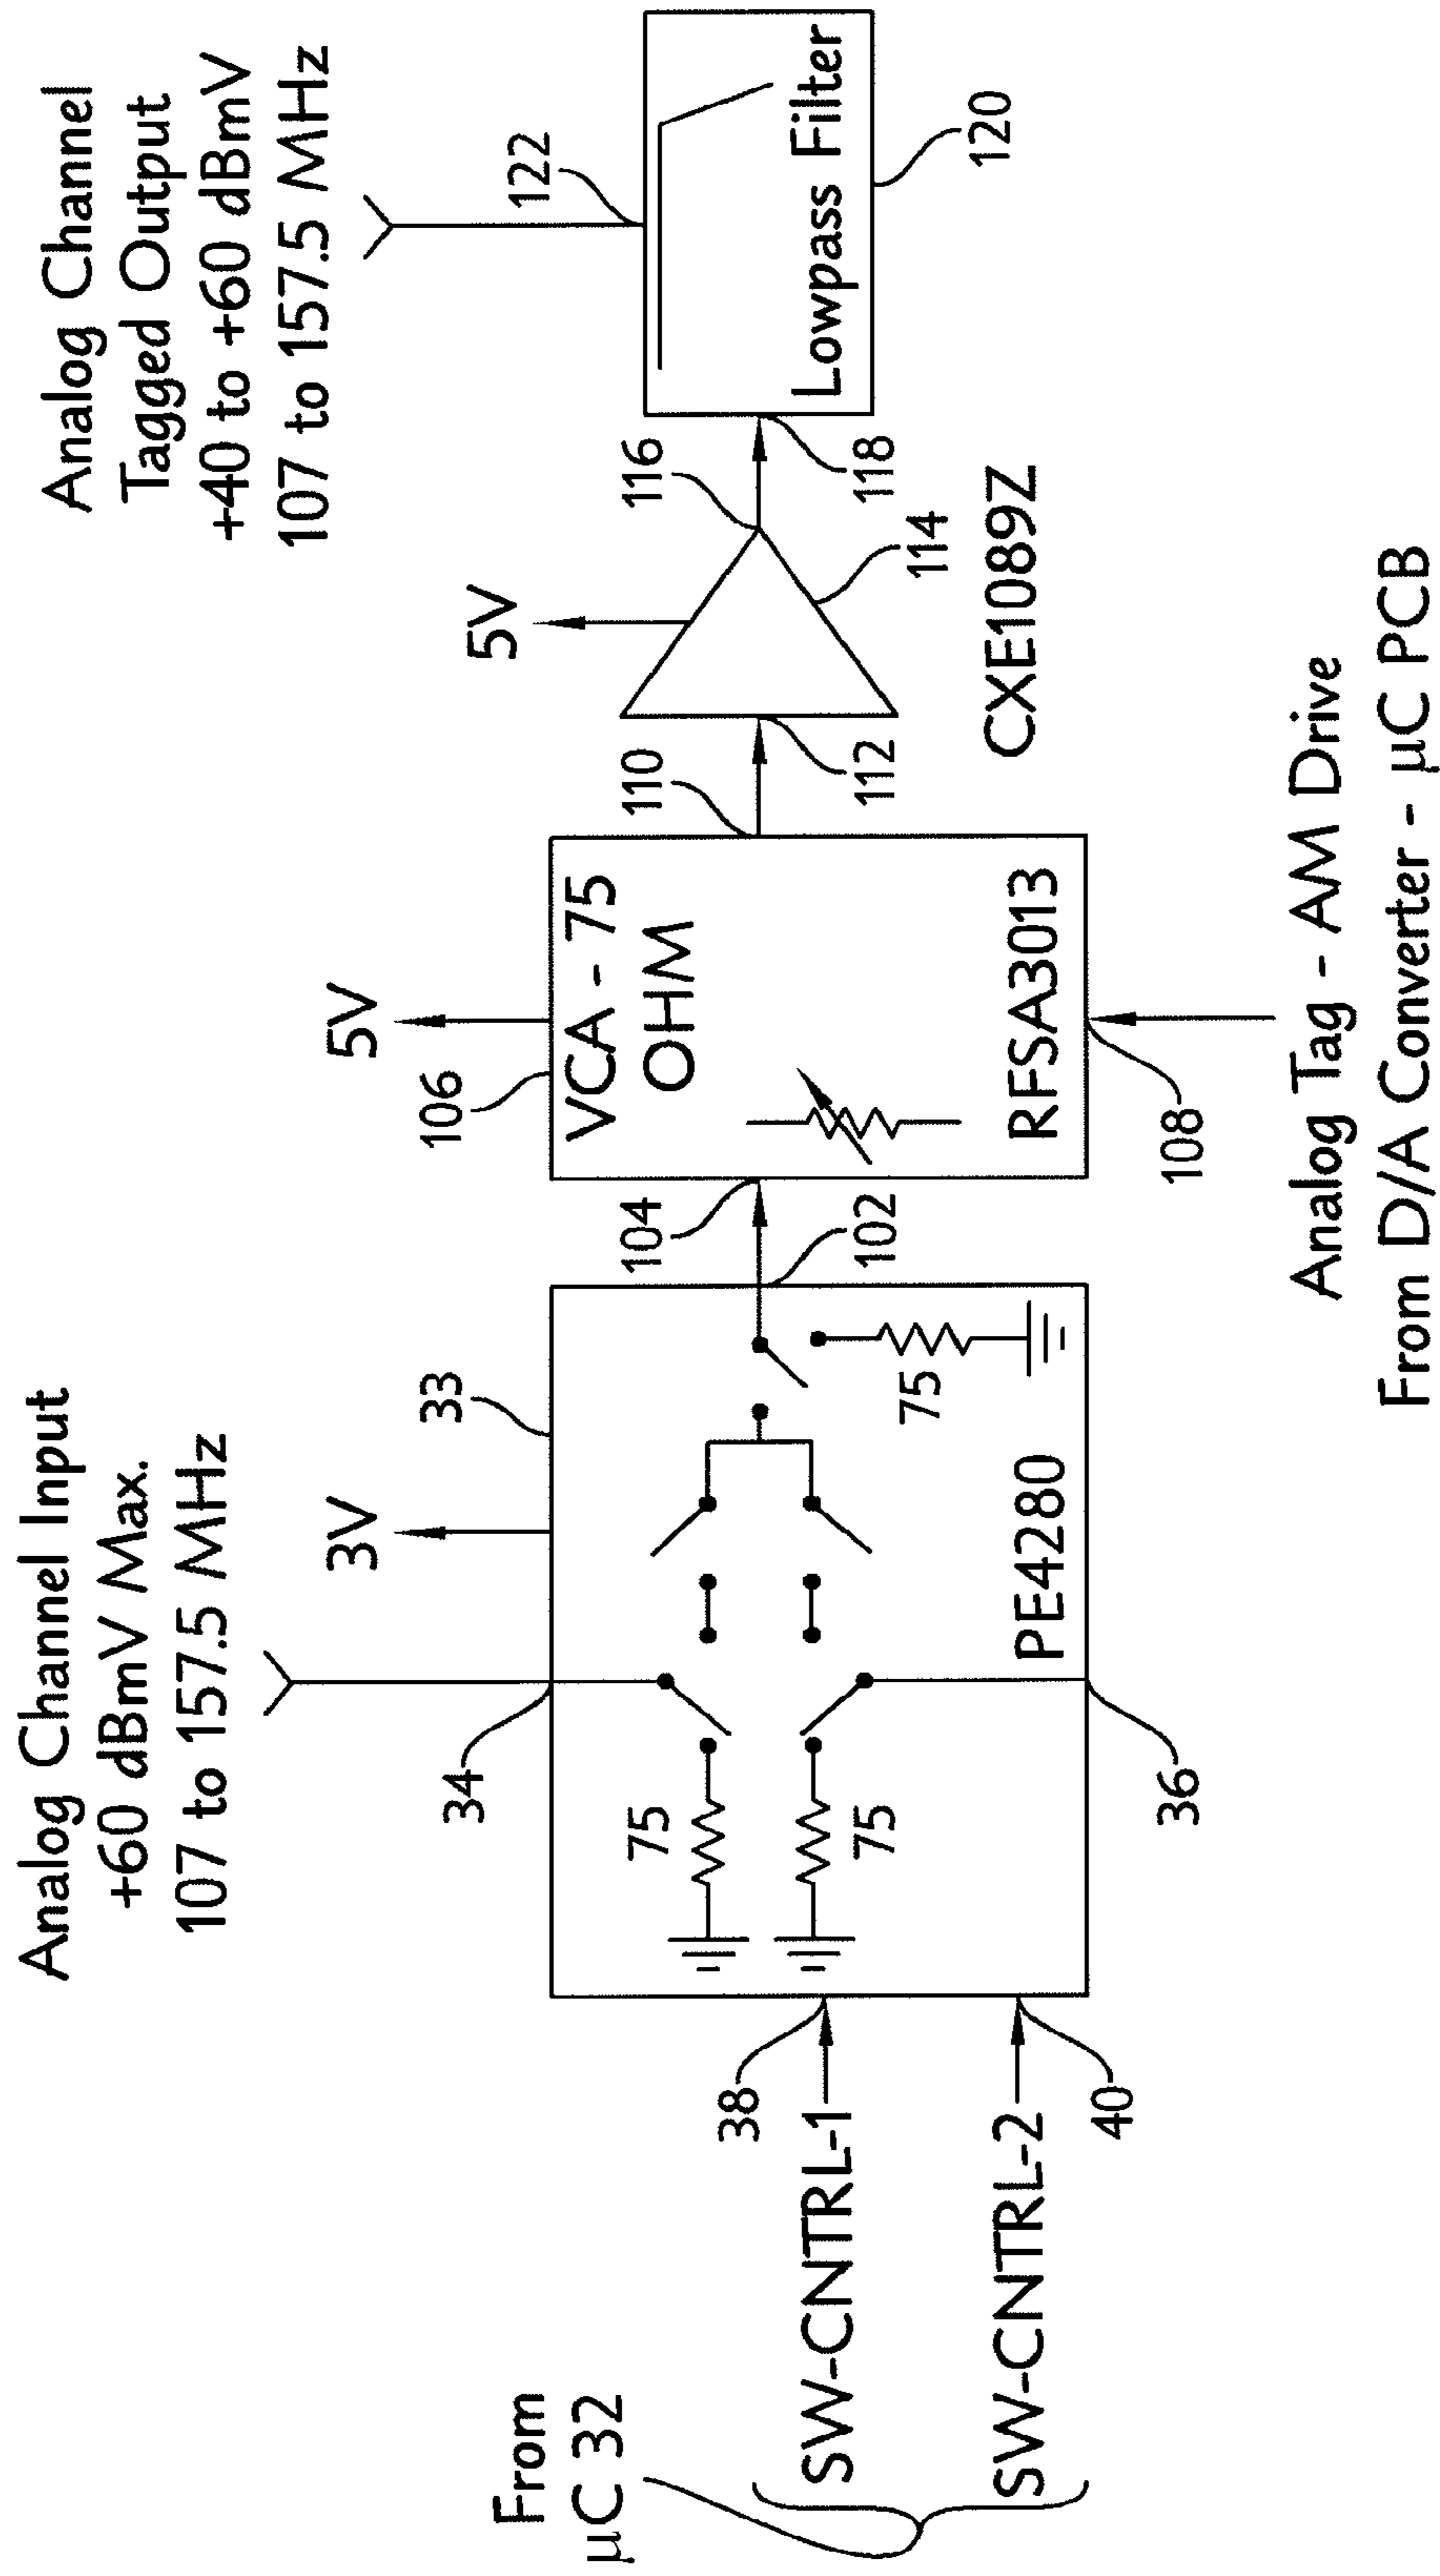 Analog Channel Input
+60 dBmV Max.
107 to 157.5 MHz
Analog Channel
Tagged Output
+40 to +60 dBmV
107 to 157.5 MHz
3V
33
34
5V
106
VCA - 75
OHM
RFSA3013
5V
122
Lowpass Filter
120
75
75
75
PE4280
36
104
102
108
110
112
114
116
118
CXE1089Z
From
µC 32
SW-CNTRL-1
38
SW-CNTRL-2
40
Analog Tag - AM Drive
From D/A Converter - µC PCB